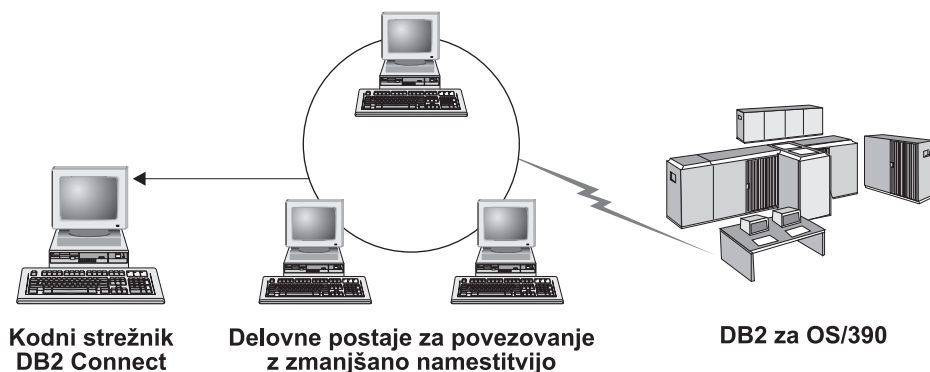 Kodni strežnik
DB2 Connect
Delovne postaje za povezovanje
z zmanjšano namestitvijo
DB2 za OS/390